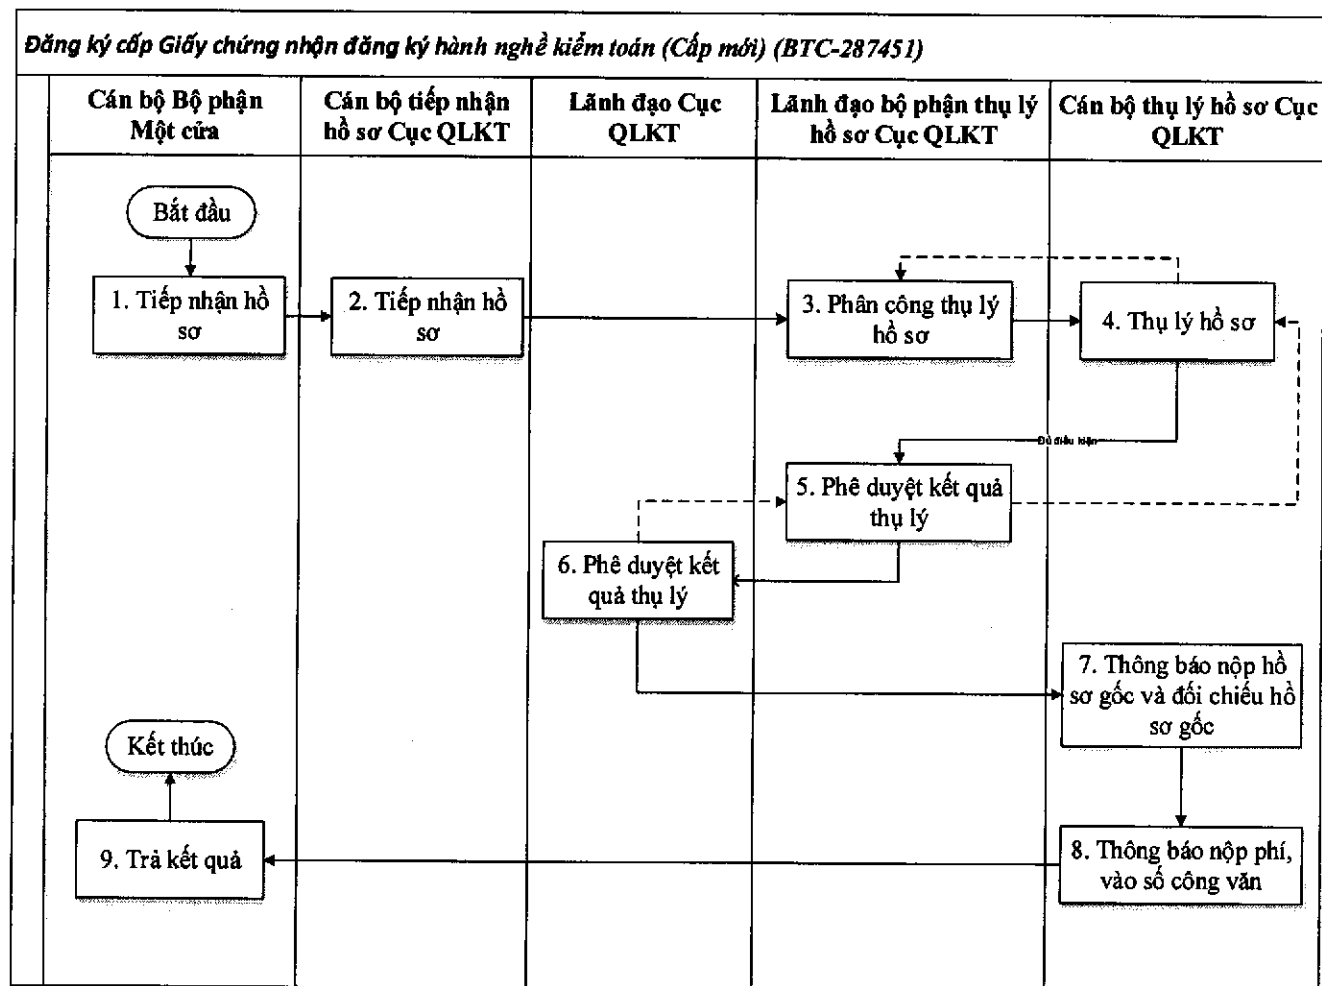 Đăng ký cấp Giấy chứng nhận đăng ký hành nghề kiểm toán (Cấp mới) (BTC-287451)
Cán bộ Bộ phận
Một cửa
Cán bộ tiếp nhận
hồ sơ Cục QLKT
Lãnh đạo Cục
QLKT
Lãnh đạo bộ phận thụ lý
hồ sơ Cục QLKT
Cán bộ thụ lý hồ sơ Cục
QLKT
Bắt đầu
1. Tiếp nhận hồ
sơ
2. Tiếp nhận hồ
sơ
3. Phân công thụ lý
hồ sơ
4. Thụ lý hồ sơ
Đủ điều kiện
5. Phê duyệt kết quả
thụ lý
6. Phê duyệt kết
quả thụ lý
7. Thông báo nộp hồ
sơ gốc và đối chiếu hồ
sơ gốc
8. Thông báo nộp phí,
vào số công văn
9. Trả kết quả
Kết thúc